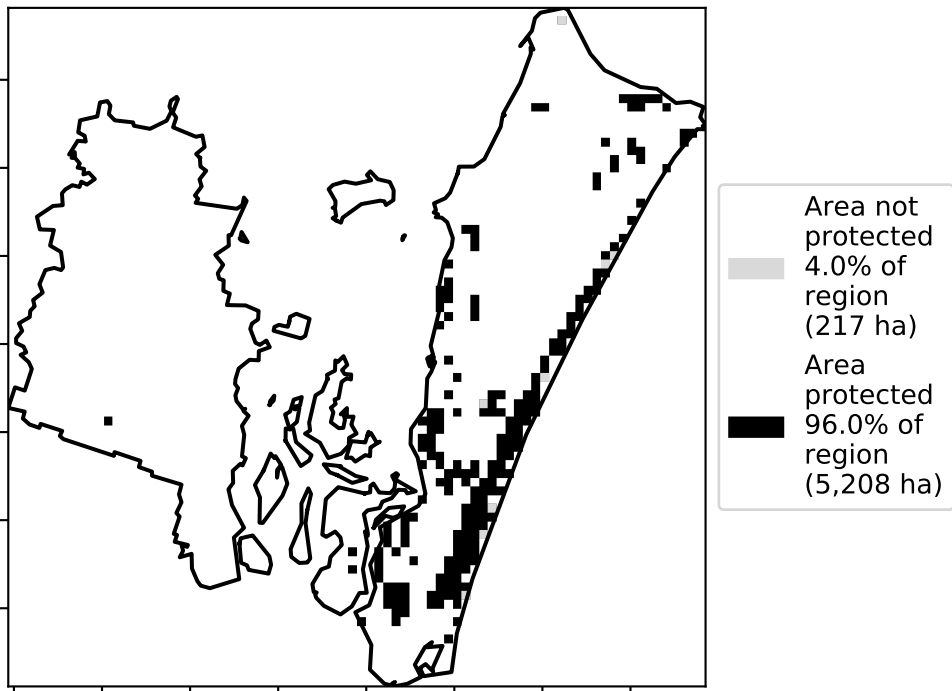 Area not
protected
4.0% of
region
(217 ha)
Area
protected
96.0% of
region
(5,208 ha)